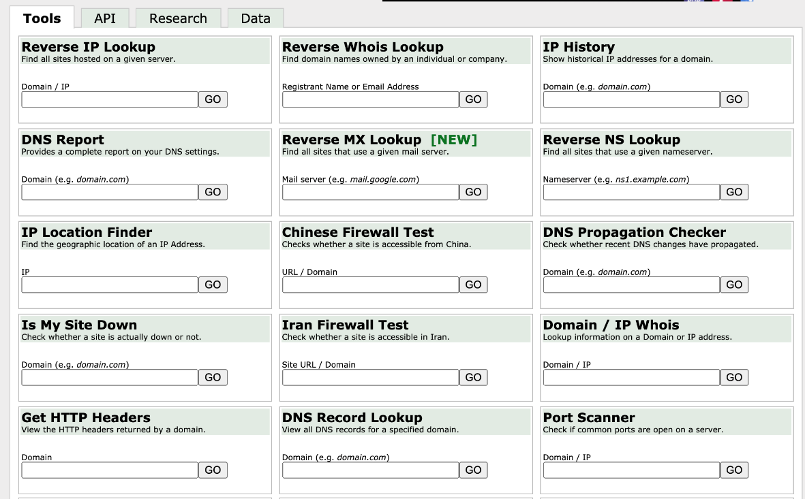 Tools
API
Research
Data
Reverse IP Lookup
Find all sites hosted on a given server.
Domain / IP
GO
Reverse Whois Lookup
Find domain names owned by an individual or company.
Registrant Name or Email Address
GO
IP History
Show historical IP addresses for a domain.
Domain (e.g. domain.com)
GO
DNS Report
Provides a complete report on your DNS settings.
Domain (e.g. domain.com)
GO
Reverse MX Lookup [NEW]
Find all sites that use a given mail server.
Mail server (e.g. mail.google.com)
GO
Reverse NS Lookup
Find all sites that use a given nameserver.
Nameserver (e.g. ns1.example.com)
GO
IP Location Finder
Find the geographic location of an IP Address.
IP
GO
Chinese Firewall Test
Checks whether a site is accessible from China.
URL / Domain
GO
DNS Propagation Checker
Check whether recent DNS changes have propagated.
Domain (e.g. domain.com)
GO
Is My Site Down
Check whether a site is actually down or not.
Domain (e.g. domain.com)
GO
Iran Firewall Test
Check whether a site is accessible in Iran.
Site URL / Domain
GO
Domain / IP Whois
Lookup information on a Domain or IP address.
Domain / IP
GO
Get HTTP Headers
View the HTTP headers returned by a domain.
Domain
GO
DNS Record Lookup
View all DNS records for a specified domain.
Domain (e.g. domain.com)
GO
Port Scanner
Check if common ports are open on a server.
Domain / IP
GO